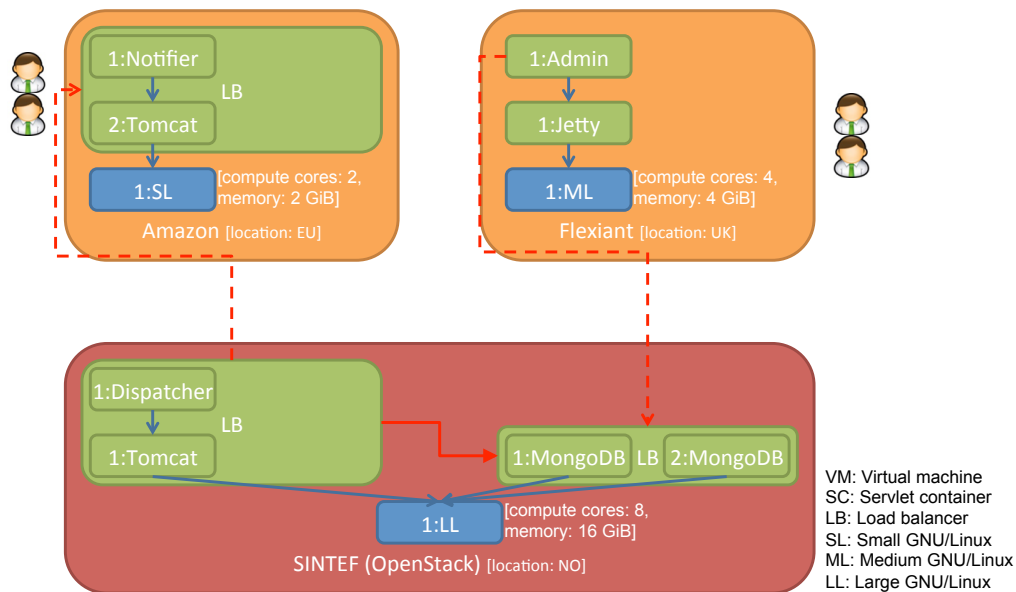 1:Notifier
LB
2:Tomcat
1:SL
[compute cores: 2,
memory: 2 GiB]
Amazon [location: EU]
1:Admin
1:Jetty
1:ML
[compute cores: 4,
memory: 4 GiB]
Flexiant [location: UK]
1:Dispatcher
LB
1:Tomcat
1:MongoDB LB 2:MongoDB
1:LL
[compute cores: 8,
memory: 16 GiB]
SINTEF (OpenStack) [location: NO]
VM: Virtual machine
SC: Servlet container
LB: Load balancer
SL: Small GNU/Linux
ML: Medium GNU/Linux
LL: Large GNU/Linux